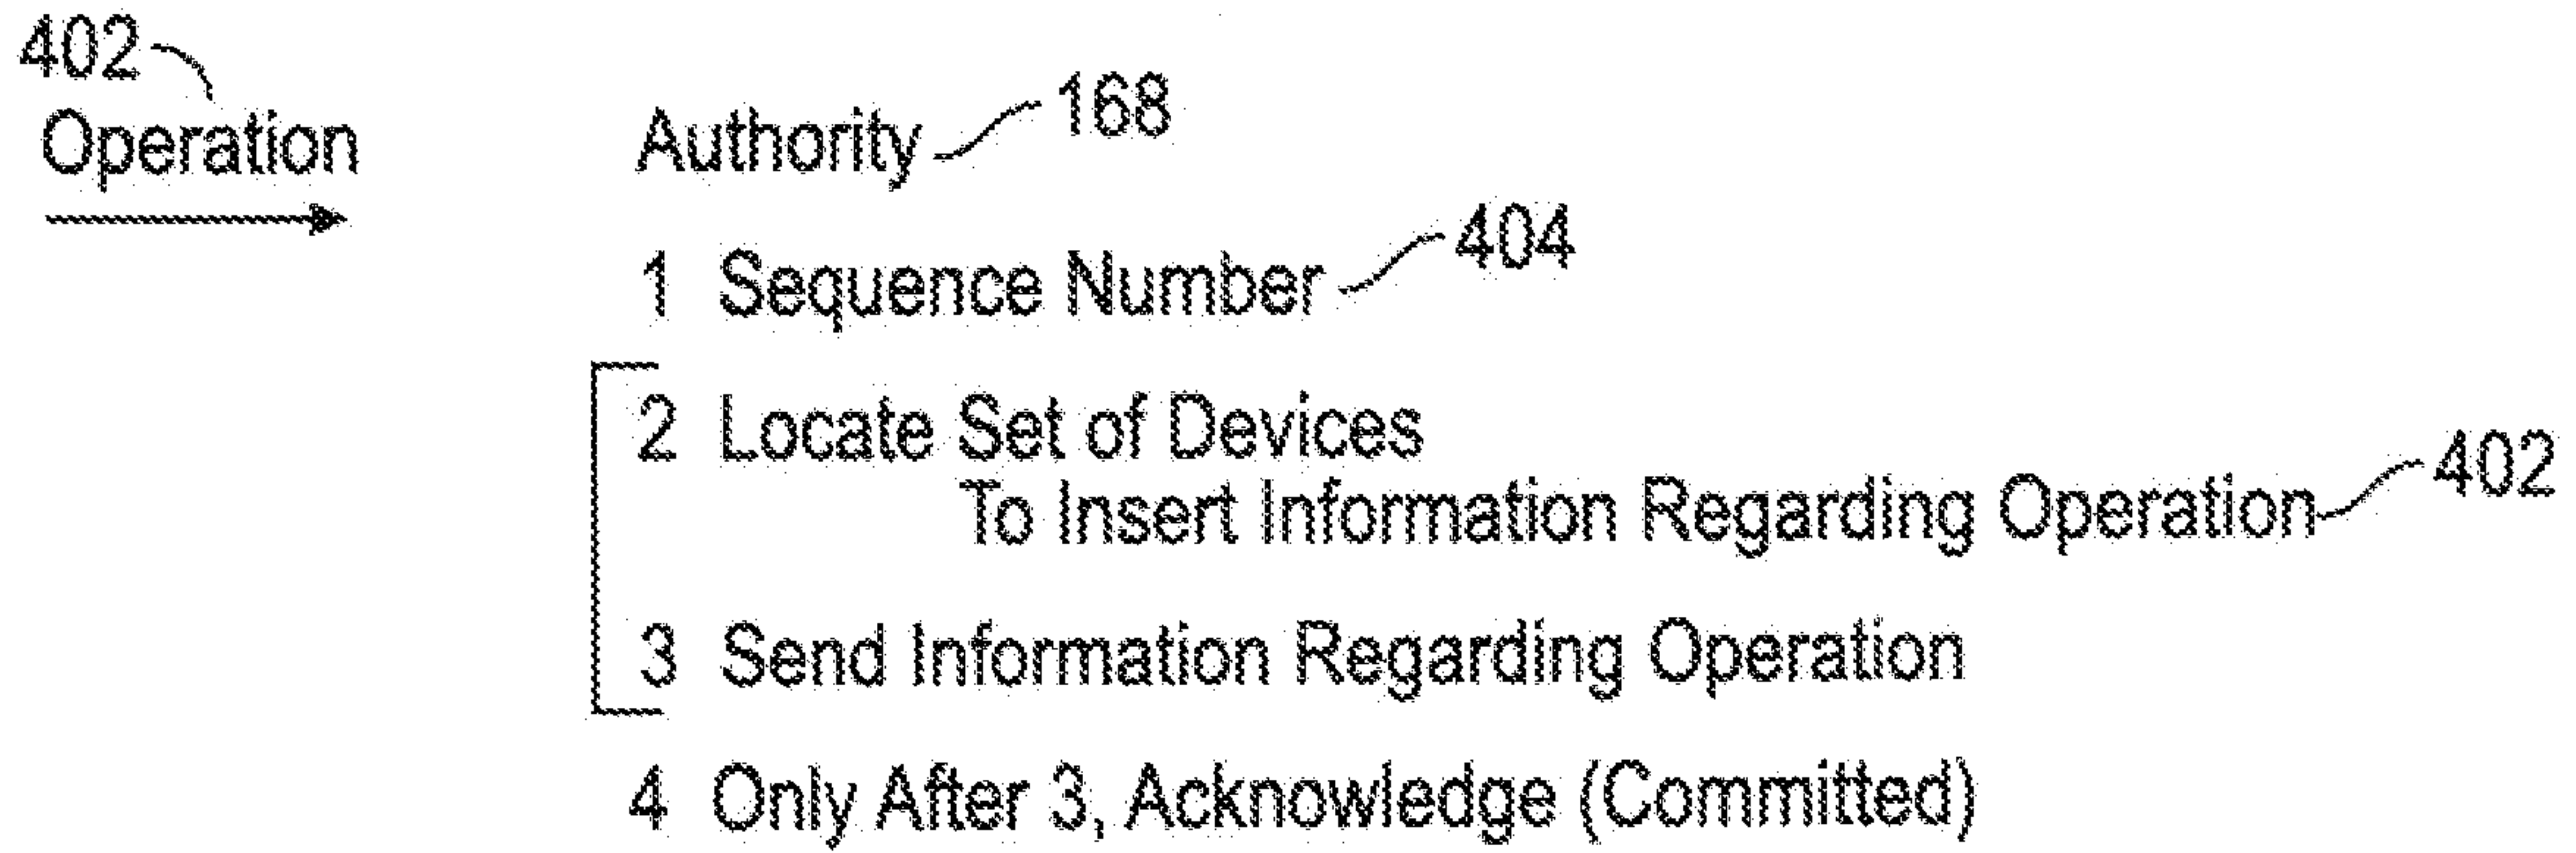 402
Operation
Authority 168
1 Sequence Number 404
2 Locate Set of Devices
To Insert Information Regarding Operation 402
3 Send Information Regarding Operation
4 Only After 3, Acknowledge (Committed)